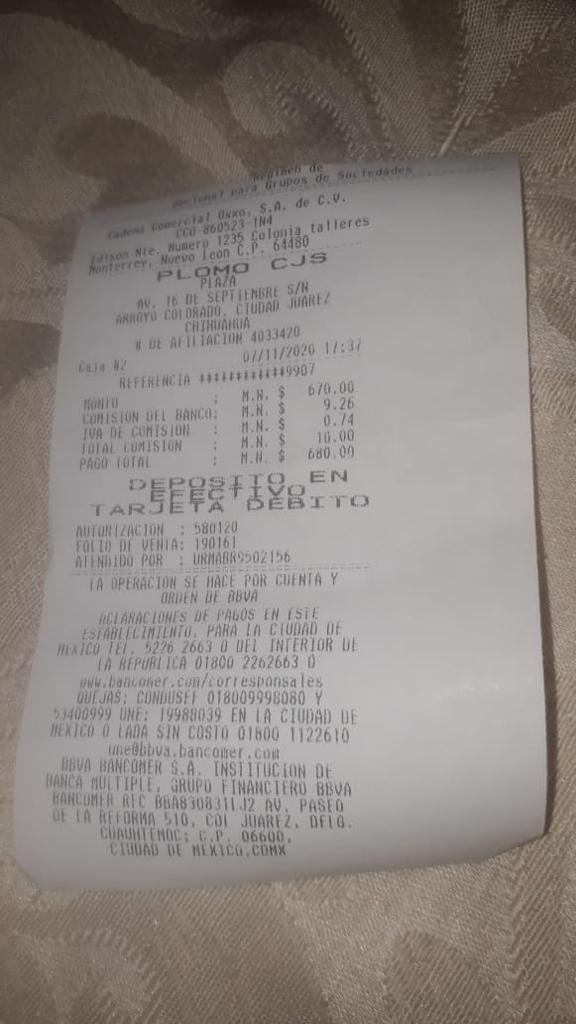 Regimen de
Opcional para Grupos de Sociedades
Cadena Comercial Oxxo, S.A. de C.V.
CCO-860523-1N4
Edison Nte. Numero 1235 Colonia talleres
Monterrey, Nuevo Leon C.P. 64480
PLOMO CJS
PLAZA
AV. 16 DE SEPTIEMBRE S/N
ARROYO COLORADO, CIUDAD JUAREZ
CHIHUAHUA
# DE AFILIACION 4033420
Caja #2 07/11/2020 17:37
REFERENCIA ************9907
MONTO : M.N. $ 670.00
COMISION DEL BANCO: M.N. $ 9.26
IVA DE COMISION : M.N. $ 0.74
TOTAL COMISION : M.N. $ 10.00
PAGO TOTAL : M.N. $ 680.00
DEPOSITO EN
EFECTIVO
TARJETA DEBITO
AUTORIZACION : 580120
FOLIO DE VENTA: 190161
ATENDIDO POR : URMABR9502156
LA OPERACION SE HACE POR CUENTA Y
ORDEN DE BBVA
ACLARACIONES DE PAGOS EN ESTE
ESTABLECIMIENTO, PARA LA CIUDAD DE
MEXICO TEL. 5226 2663 O DEL INTERIOR DE
LA REPUBLICA 01800 2262663 O
www.bancomer.com/corresponsales
QUEJAS: CONDUSEF 018009998080 Y
53400999 UNE: 19988039 EN LA CIUDAD DE
MEXICO O LADA SIN COSTO 01800 1122610
une@bbva.bancomer.com
BBVA BANCOMER S.A. INSTITUCION DE
BANCA MULTIPLE, GRUPO FINANCIERO BBVA
BANCOMER RFC BBA830831LJ2 AV. PASEO
DE LA REFORMA 510, COL JUAREZ, DELG.
CUAUHTEMOC; C.P. 06600,
CIUDAD DE MEXICO,CDMX